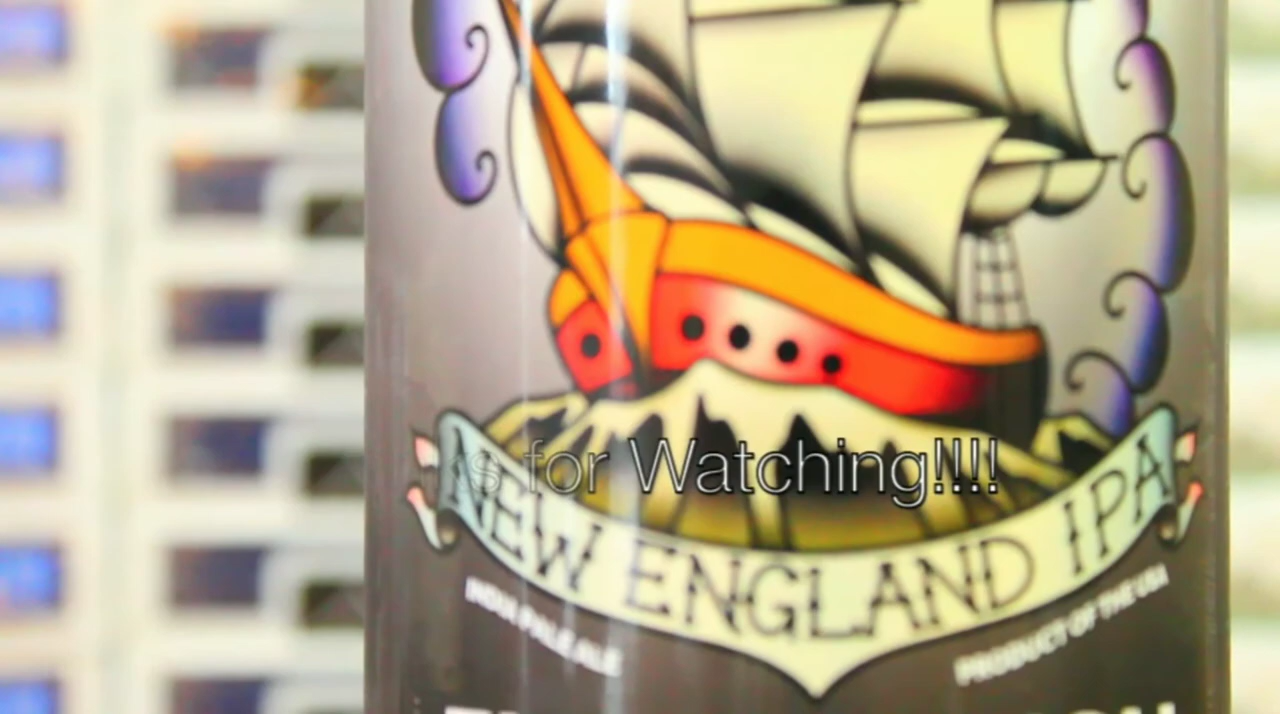 for Watching!!!!
NEW ENGLAND IPA
INDIA PALE ALE
PRODUCT OF THE USA